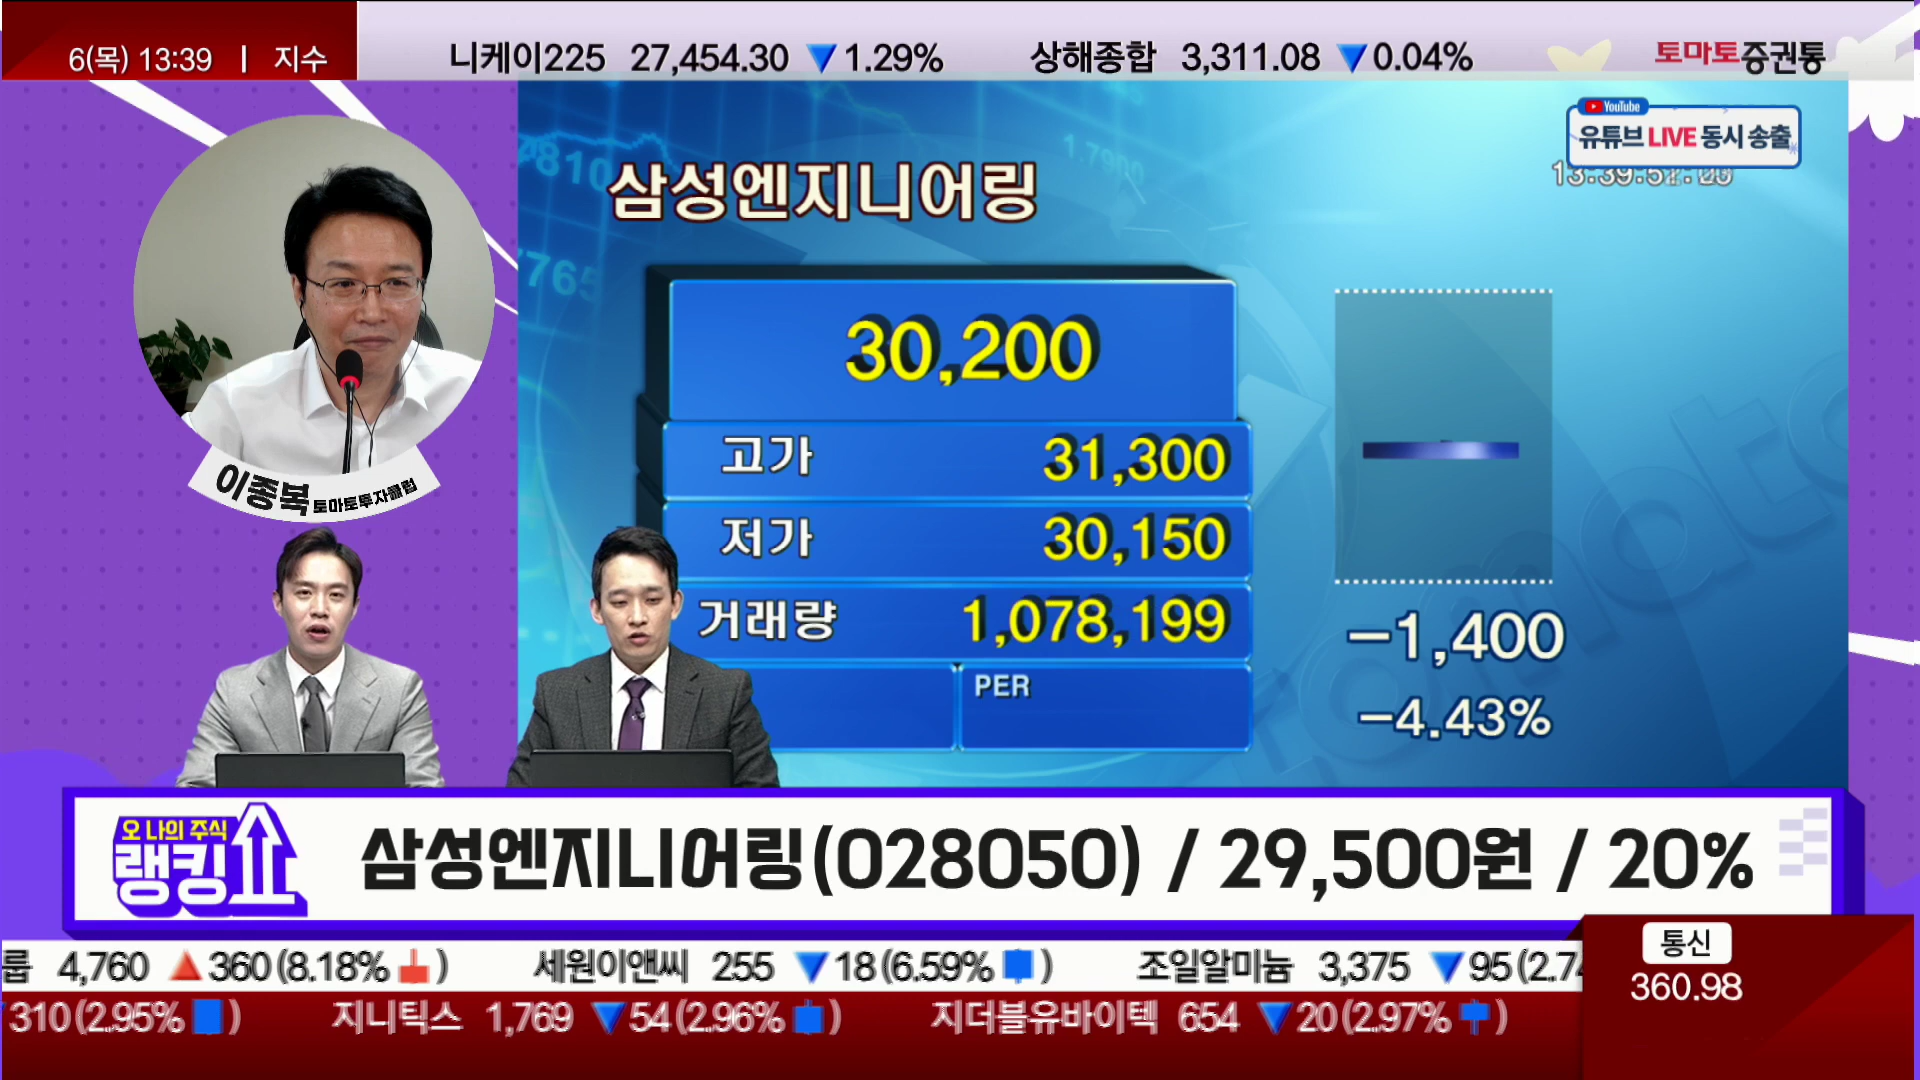 6(목) 13:39 | 지수
니케이225 27,454.30 ▼1.29% 상해종합 3,311.08 ▼0.04%
토마토증권통
YouTube
유튜브 LIVE 동시 송출
삼성엔지니어링
30,200
고가 31,300
저가 30,150
거래량 1,078,199
PER
-1,400
-4.43%
이종복 토마토투자클럽
오 나의 주식
랭킹쇼
삼성엔지니어링(028050) / 29,500원 / 20%
룹 4,760 ▲360(8.18%) 세원이앤씨 255 ▼18(6.59%) 조일알미늄 3,375 ▼95(2.74
310(2.95%) 지니틱스 1,769 ▼54(2.96%) 지더블유바이텍 654 ▼20(2.97%)
통신
360.98